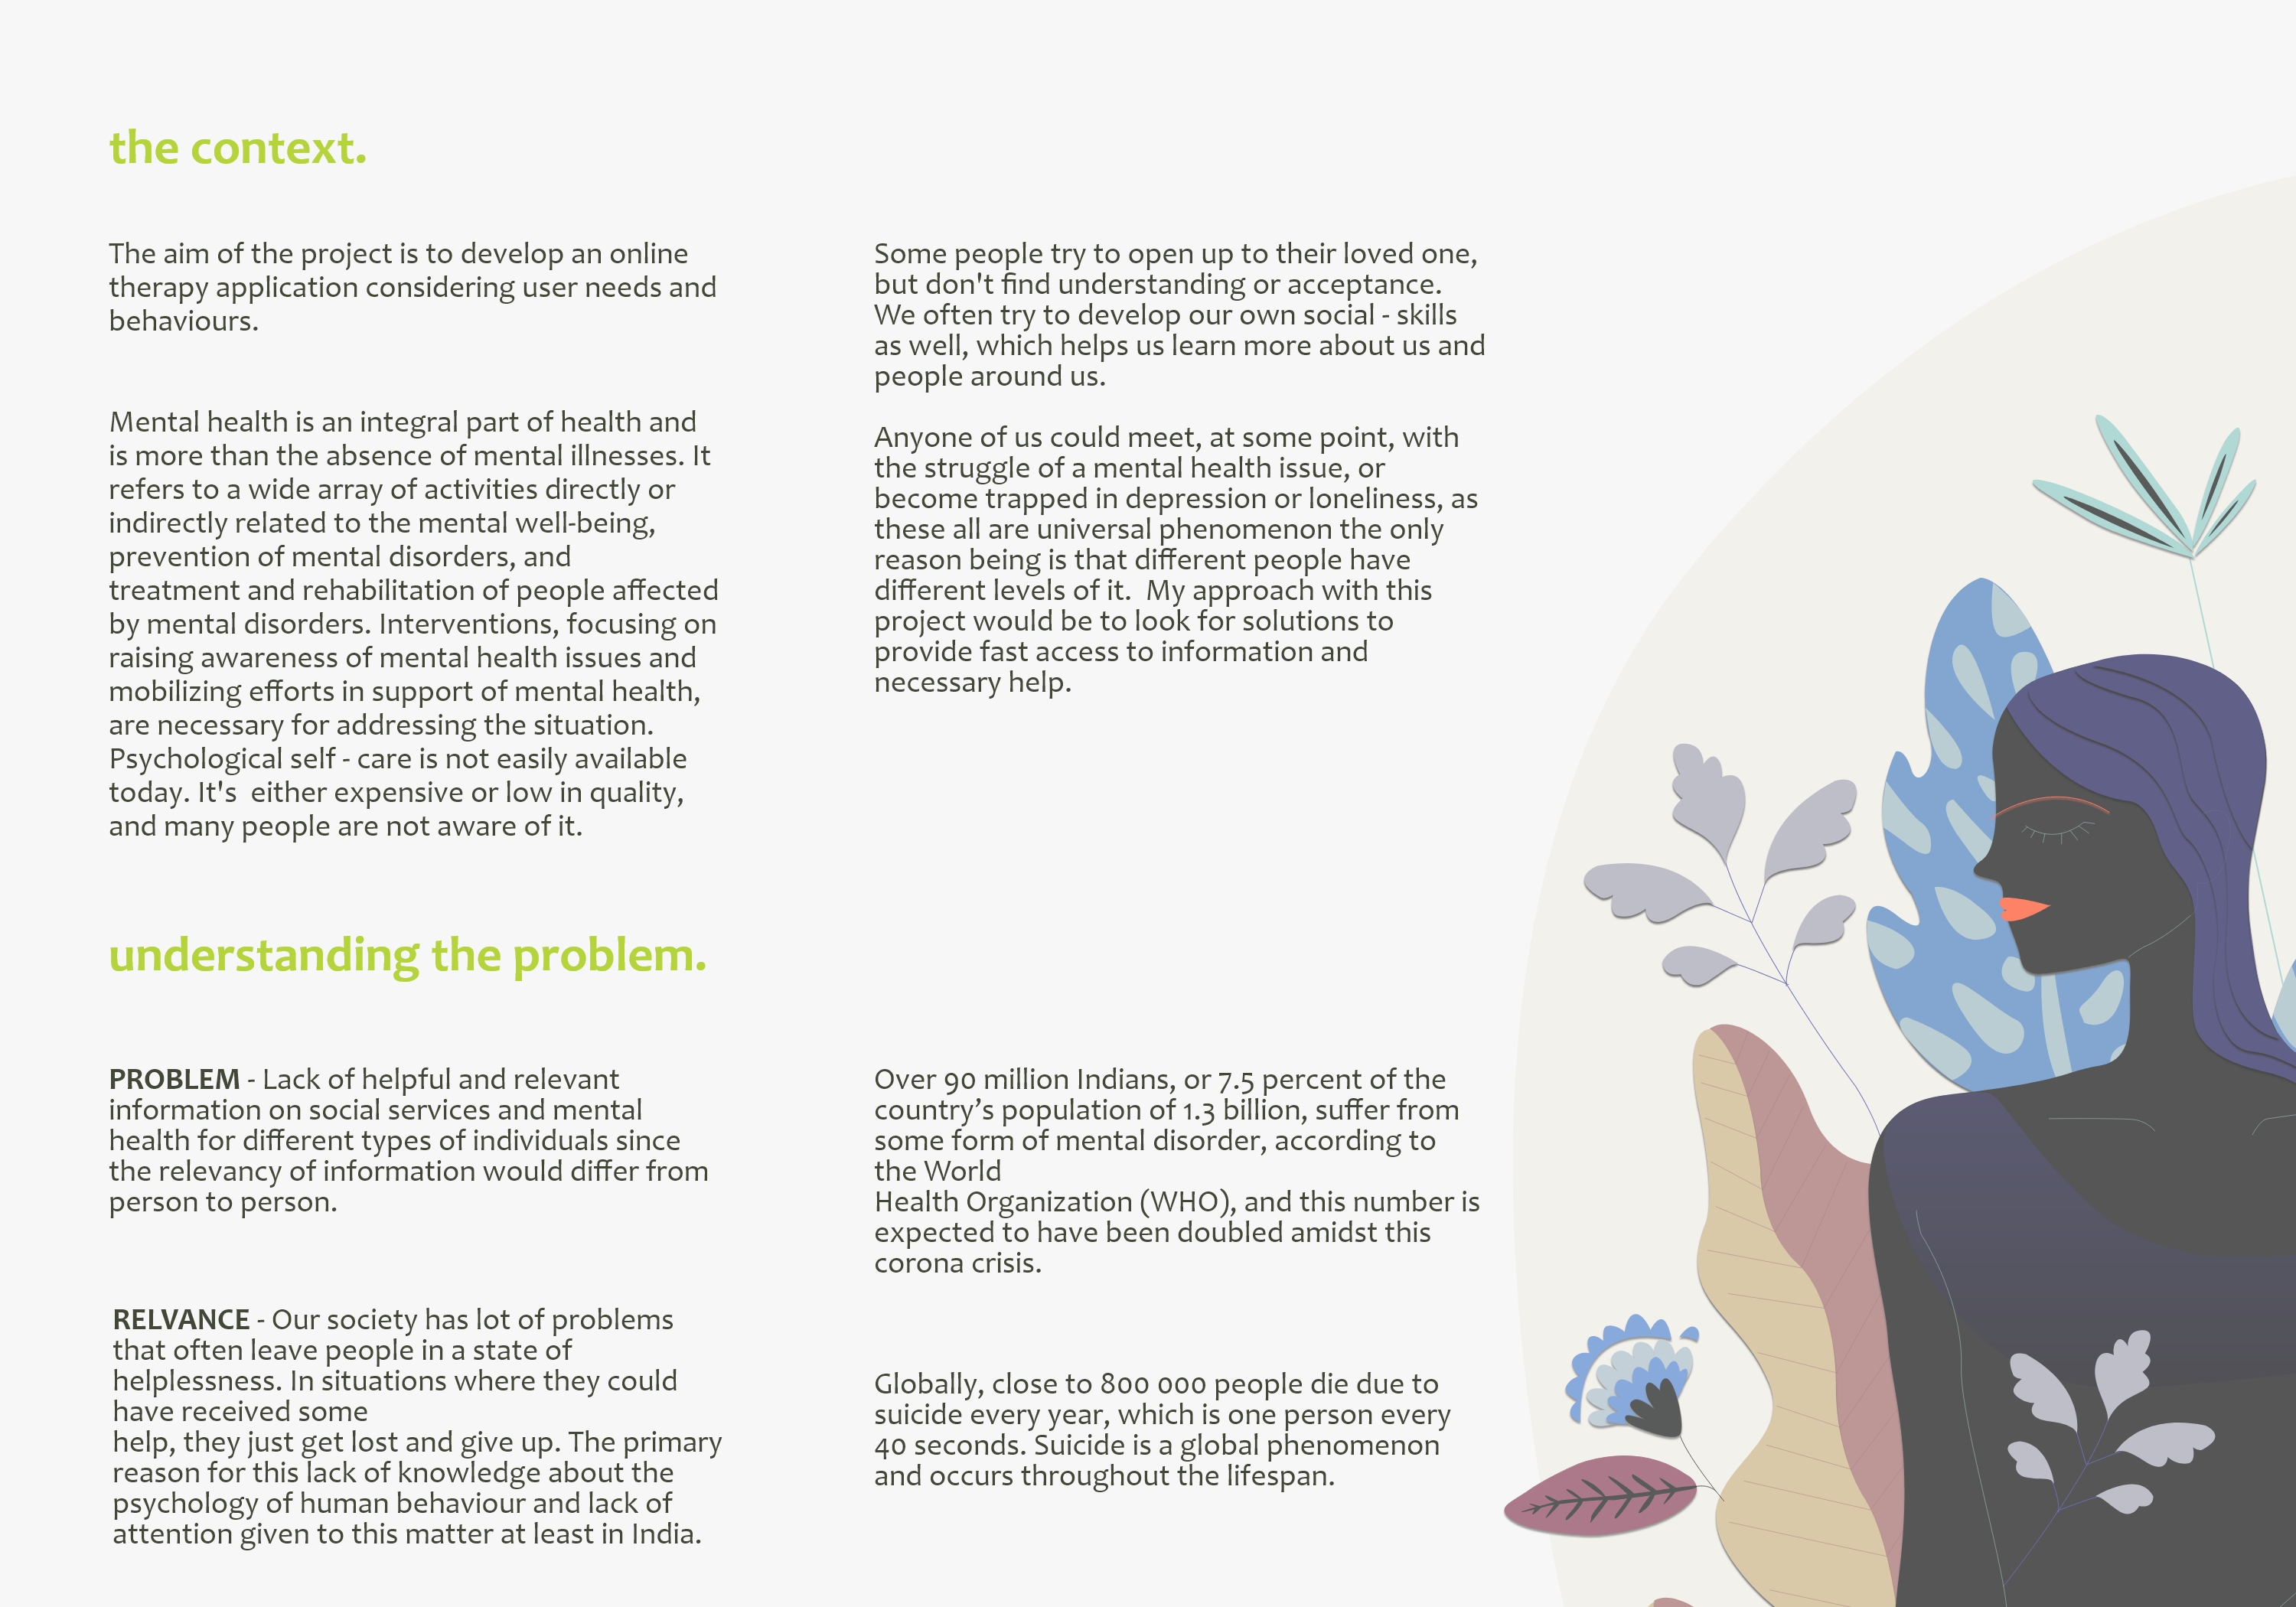 the context.
The aim of the project is to develop an online
therapy application considering user needs and
behaviours.
Mental health is an integral part of health and
is more than the absence of mental illnesses. It
refers to a wide array of activities directly or
indirectly related to the mental well-being,
prevention of mental disorders, and
treatment and rehabilitation of people affected
by mental disorders. Interventions, focusing on
raising awareness of mental health issues and
mobilizing efforts in support of mental health,
are necessary for addressing the situation.
Psychological self - care is not easily available
today. It's  either expensive or low in quality,
and many people are not aware of it.
Some people try to open up to their loved one,
but don't find understanding or acceptance.
We often try to develop our own social - skills
as well, which helps us learn more about us and
people around us.
Anyone of us could meet, at some point, with
the struggle of a mental health issue, or
become trapped in depression or loneliness, as
these all are universal phenomenon the only
reason being is that different people have
different levels of it.  My approach with this
project would be to look for solutions to
provide fast access to information and
necessary help.
understanding the problem.
PROBLEM - Lack of helpful and relevant
information on social services and mental
health for different types of individuals since
the relevancy of information would differ from
person to person.
RELVANCE - Our society has lot of problems
that often leave people in a state of
helplessness. In situations where they could
have received some
help, they just get lost and give up. The primary
reason for this lack of knowledge about the
psychology of human behaviour and lack of
attention given to this matter at least in India.
Over 90 million Indians, or 7.5 percent of the
country’s population of 1.3 billion, suffer from
some form of mental disorder, according to
the World
Health Organization (WHO), and this number is
expected to have been doubled amidst this
corona crisis.
Globally, close to 800 000 people die due to
suicide every year, which is one person every
40 seconds. Suicide is a global phenomenon
and occurs throughout the lifespan.